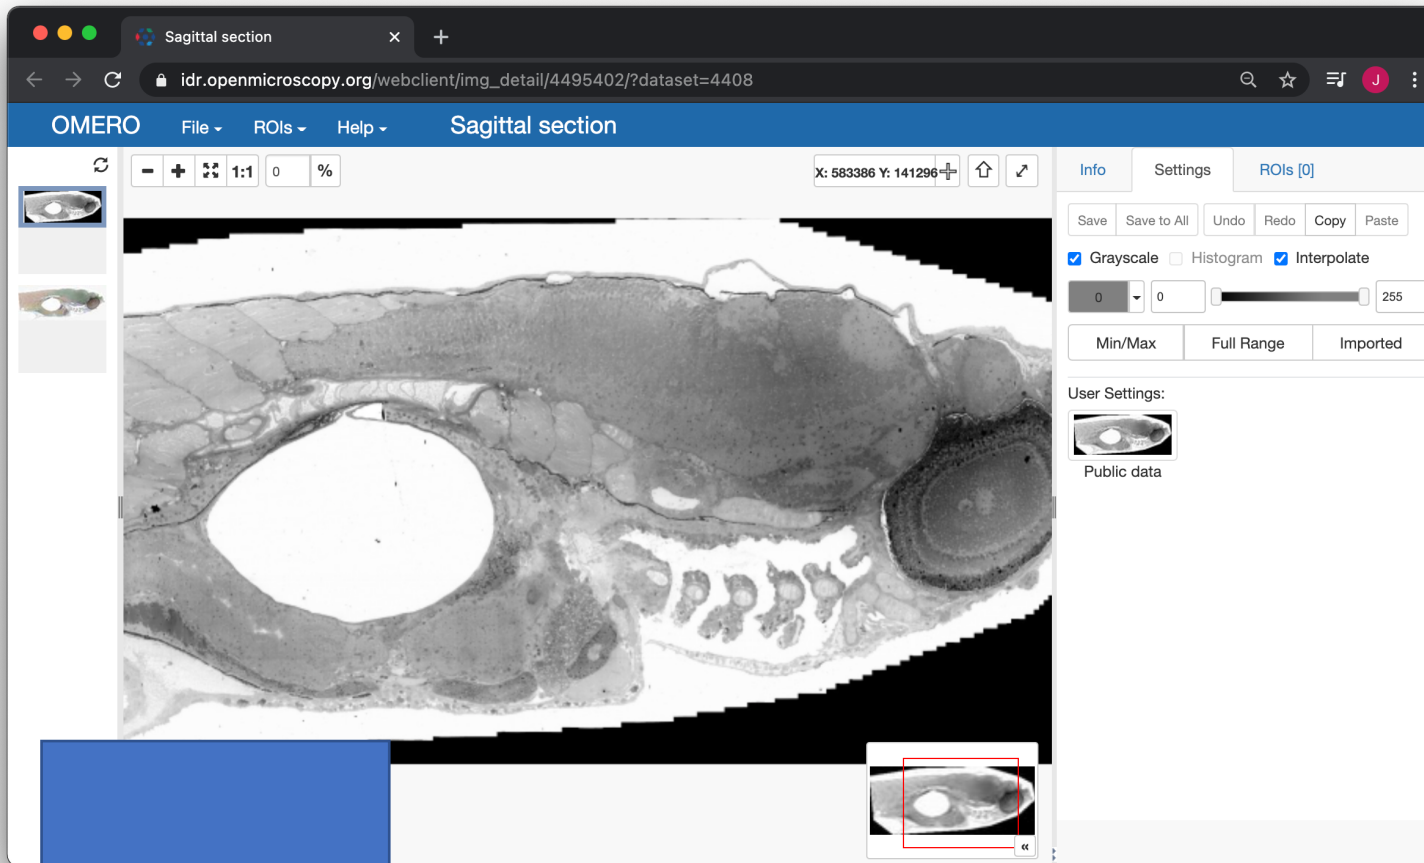 Sagittal section
idr.openmicroscopy.org/webclient/img_detail/4495402/?dataset=4408
J
OMERO File ROIs Help Sagittal section
1:1 0 %
X: 583386 Y: 141296
Info Settings ROIs [0]
Save Save to All Undo Redo Copy Paste
Grayscale Histogram Interpolate
0 0 255
Min/Max Full Range Imported
User Settings:
Public data